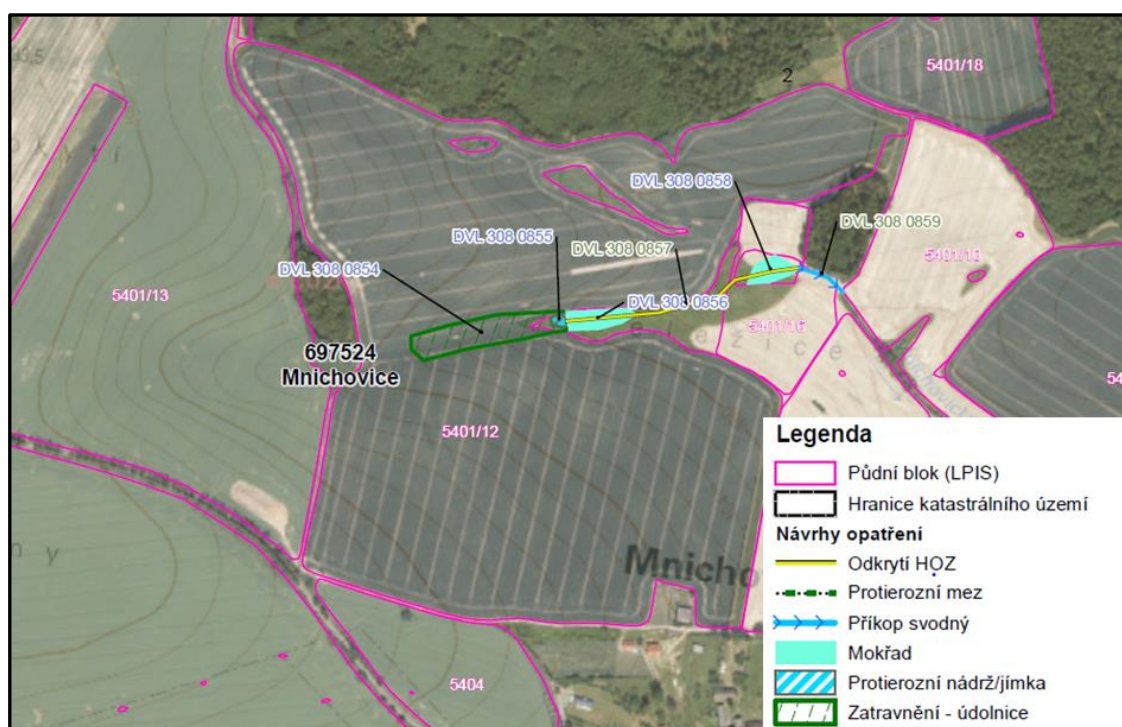 2
5401/18
DVL 308 0858
DVL 308 0859
DVL 308 0855
DVL 308 0857
DVL 308 0854
5401/10
5401/13
DVL 308 0856
5401/16
697524
Mnichovice
5401/12
5404
Legenda
Půdní blok (LPIS)
Hranice katastrálního území
Návrhy opatření
Odkrytí HOZ
Protierozní mez
Příkop svodný
Mokřad
Protierozní nádrž/jímka
Zatravnění - údolnice